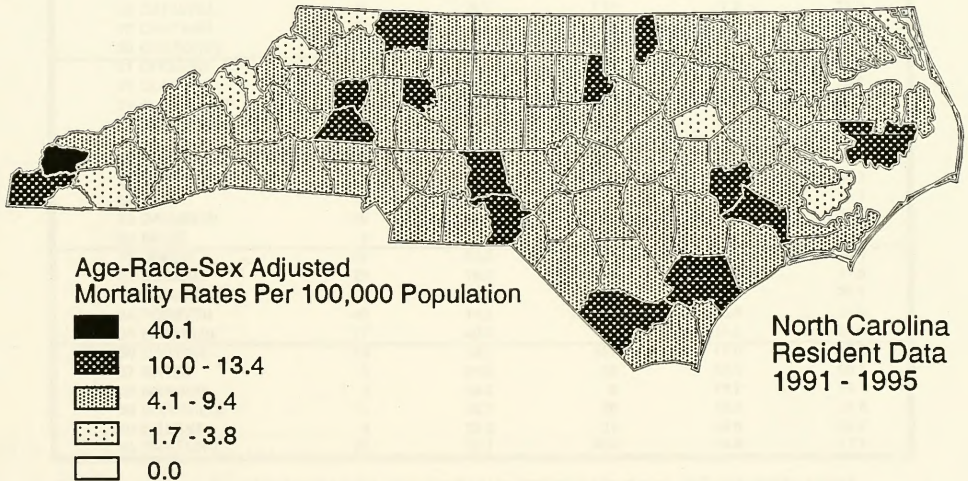 Age-Race-Sex Adjusted
Mortality Rates Per 100,000 Population
40.1
10.0 - 13.4
4.1 - 9.4
1.7 - 3.8
0.0
North Carolina
Resident Data
1991 - 1995